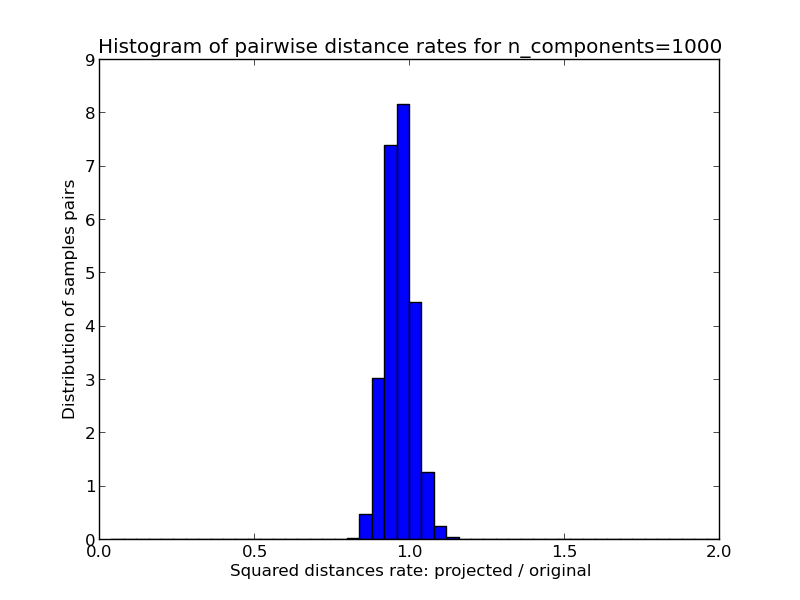 Histogram of pairwise distance rates for n_components=1000
9
8
7
6
5
4
3
2
1
0
Distribution of samples pairs
0.0 0.5 1.0 1.5 2.0
Squared distances rate: projected / original